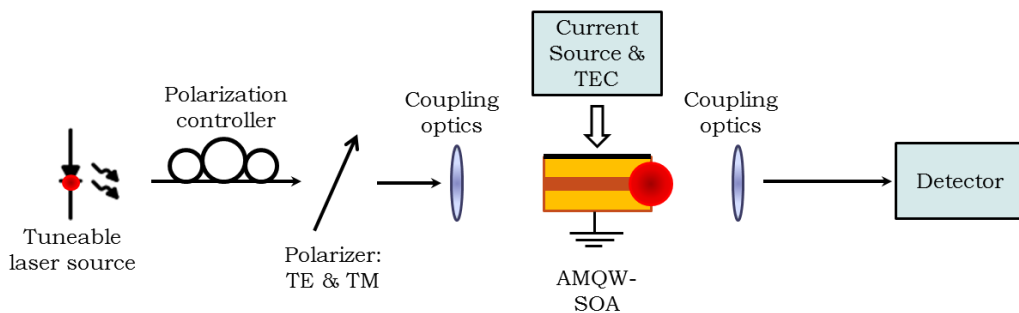 Tuneable
laser source
Polarization
controller
Polarizer:
TE & TM
Coupling
optics
Current
Source &
TEC
AMQW-
SOA
Coupling
optics
Detector